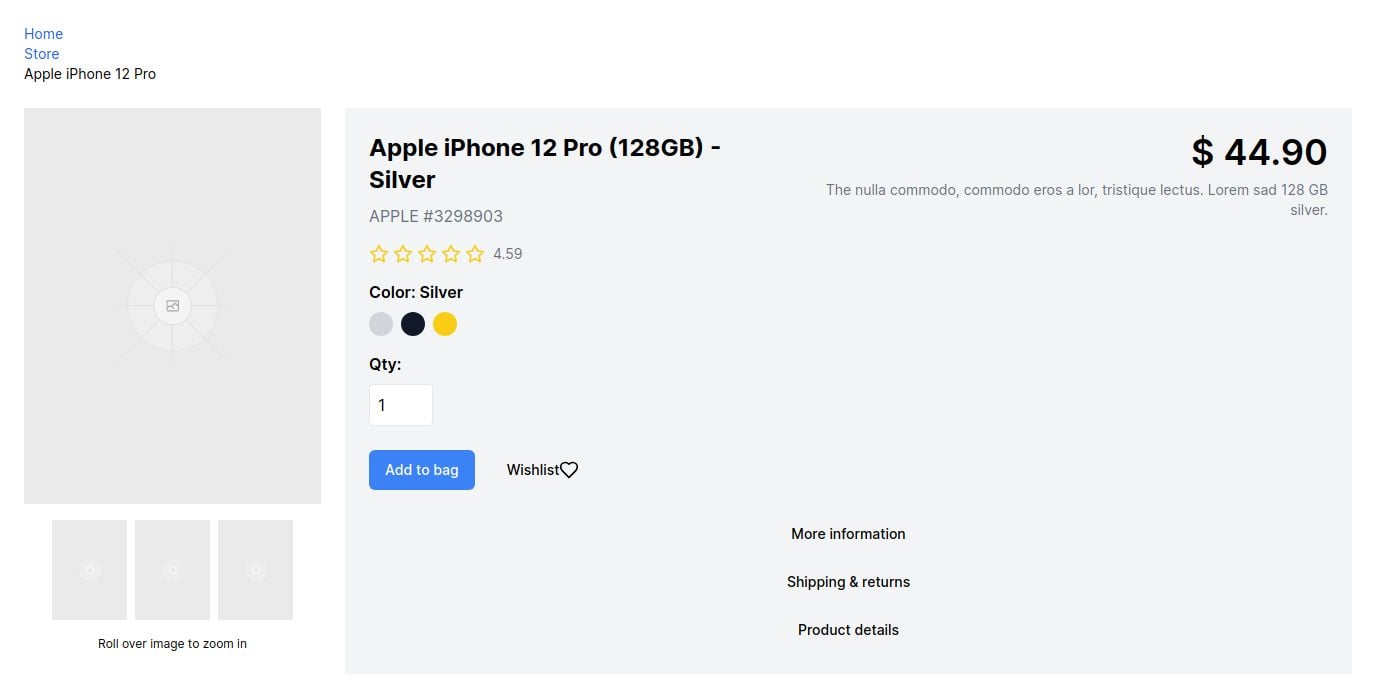 Home
Store
Apple iPhone 12 Pro
Apple iPhone 12 Pro (128GB) -
Silver
APPLE #3298903
4.59
Color: Silver
Qty:
1
Add to bag
Wishlist
$ 44.90
The nulla commodo, commodo eros a lor, tristique lectus. Lorem sad 128 GB
silver.
More information
Shipping & returns
Product details
Roll over image to zoom in